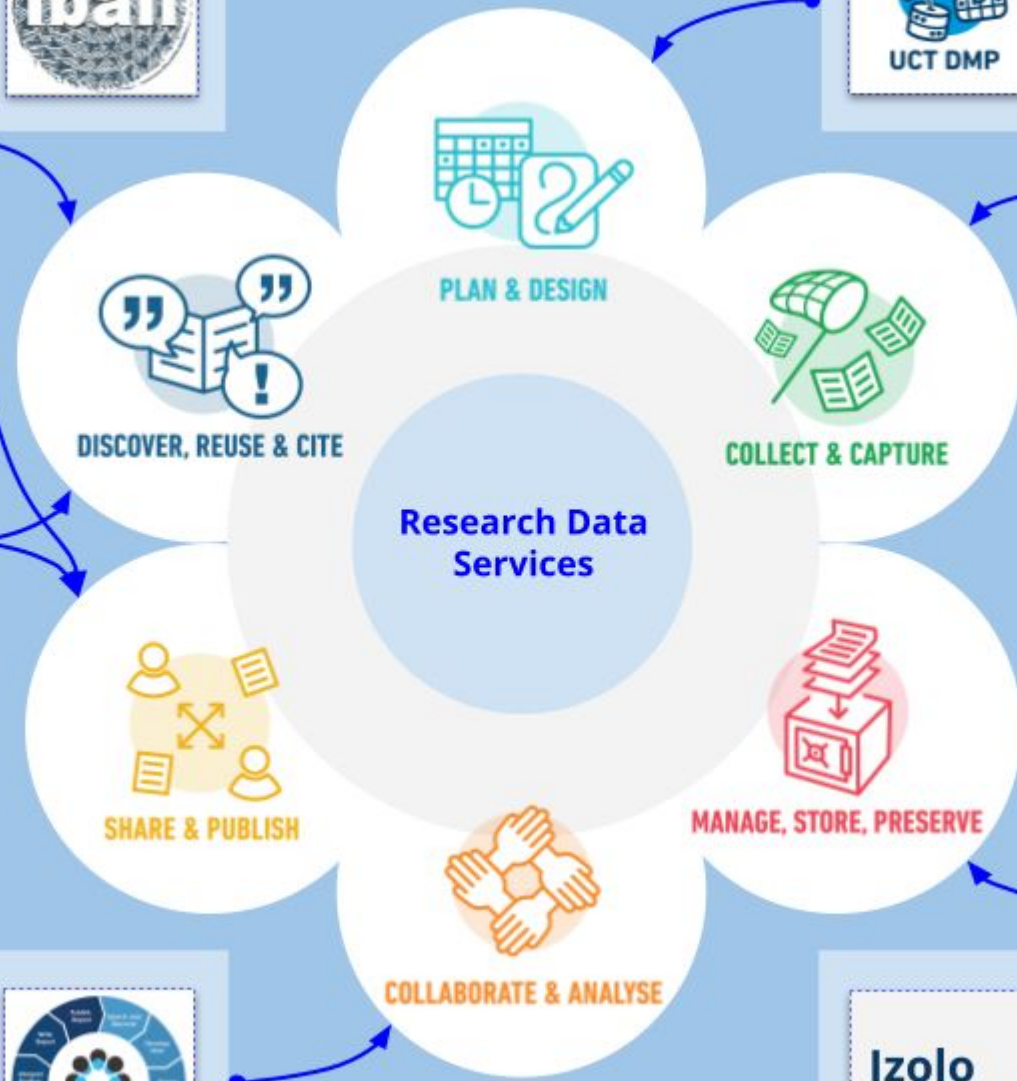 iball
UCT DMP
PLAN & DESIGN
DISCOVER, REUSE & CITE
COLLECT & CAPTURE
Research Data
Services
SHARE & PUBLISH
MANAGE, STORE, PRESERVE
COLLABORATE & ANALYSE
Izolo